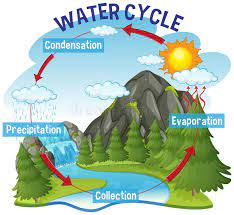 WATER CYCLE
Condensation
Precipitation
Evaporation
Collection